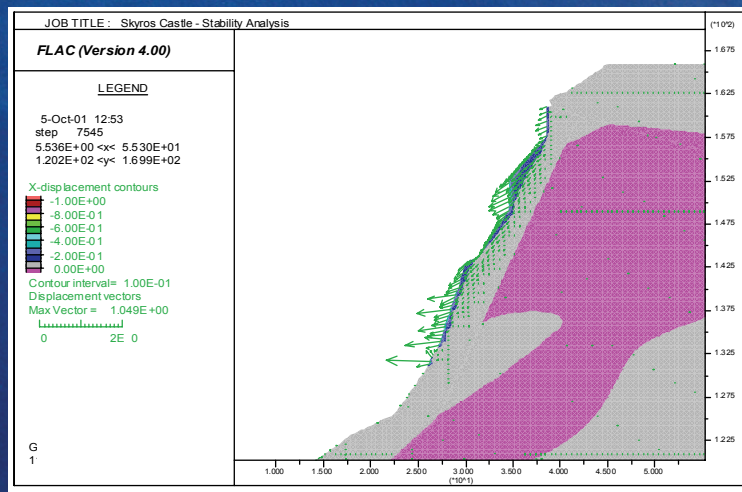 JOB TITLE : Skyros Castle - Stability Analysis
(*10^2)
FLAC (Version 4.00)
LEGEND
5-Oct-01 12:53
step 7545
5.536E+00 <x< 5.530E+01
1.202E+02 <y< 1.699E+02
X-displacement contours
-1.00E+00
-8.00E-01
-6.00E-01
-4.00E-01
-2.00E-01
0.00E+00
Contour interval= 1.00E-01
Displacement vectors
Max Vector = 1.049E+00
0 2E 0
G
1
1.675
1.625
1.575
1.525
1.475
1.425
1.375
1.325
1.275
1.225
1.000 1.500 2.000 2.500 3.000 3.500 4.000 4.500 5.000
(*10^1)